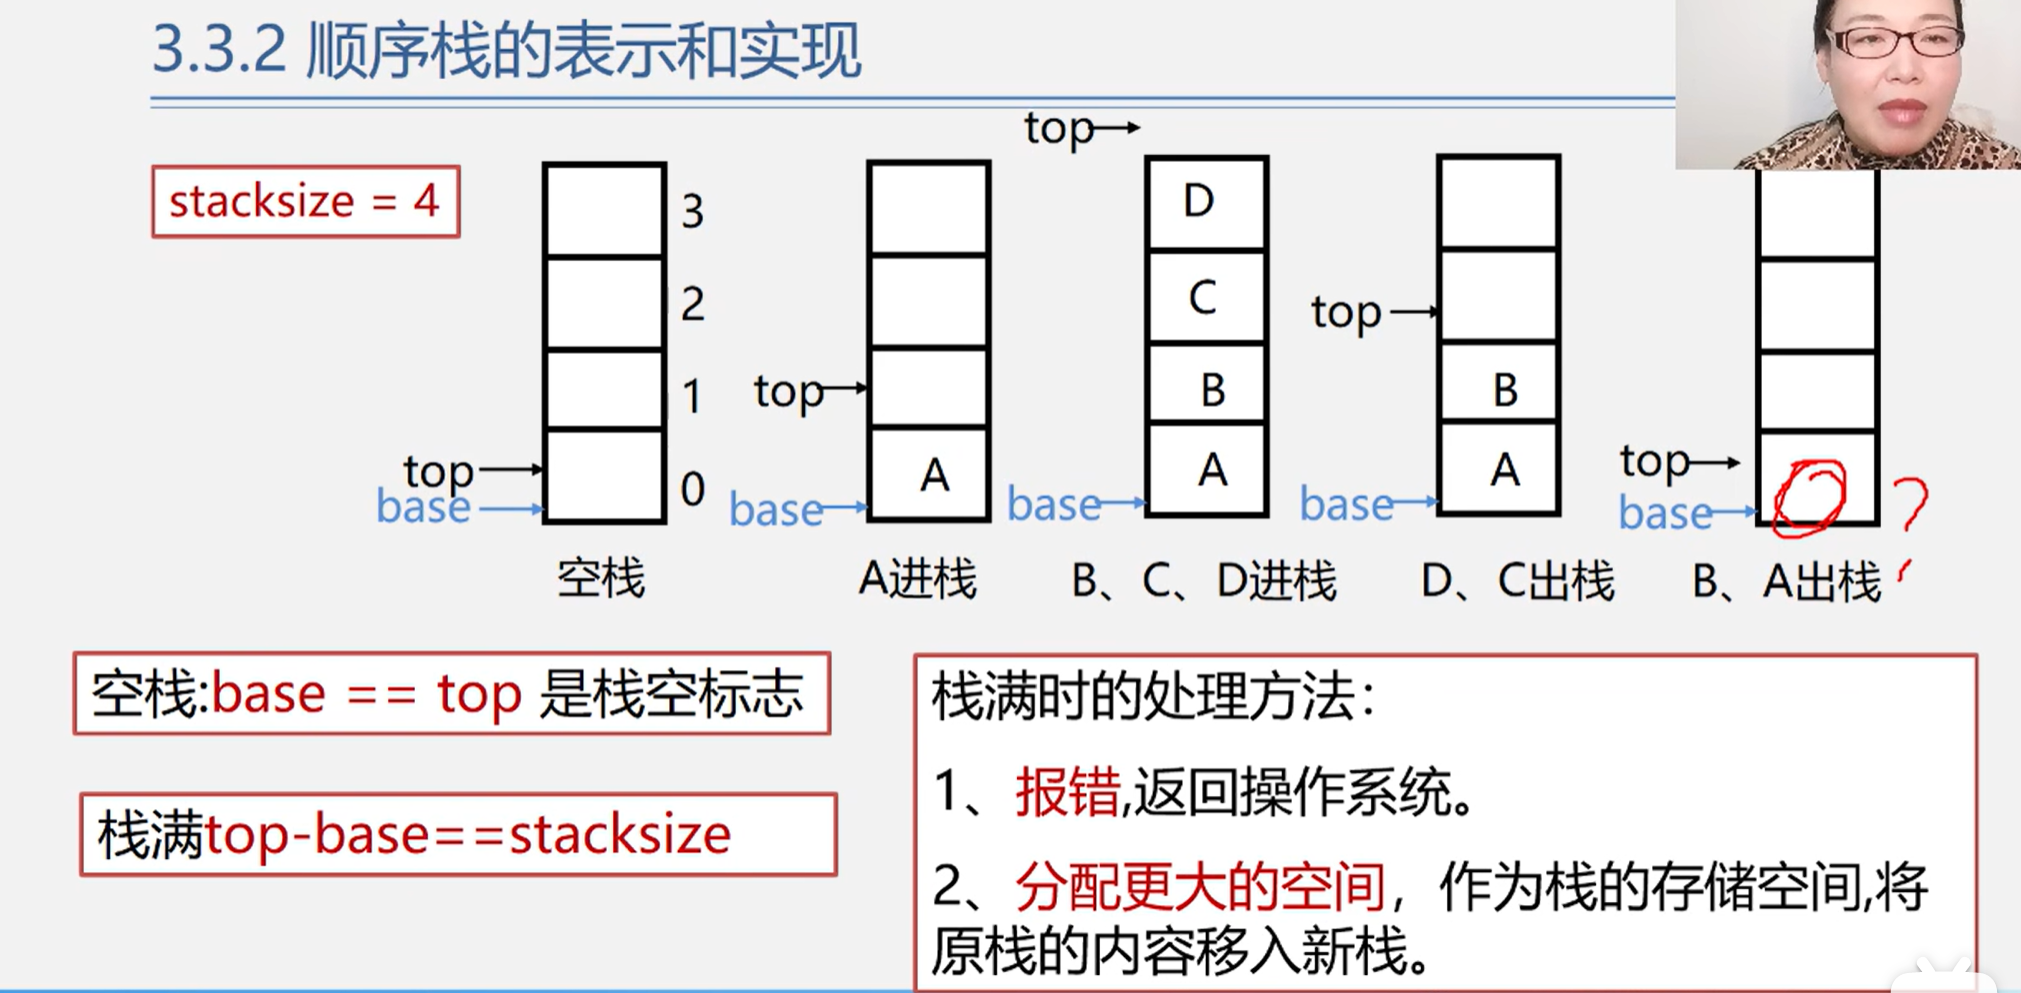 3.3.2 顺序栈的表示和实现
stacksize = 4
top
base
3
2
1
0
空栈
top
base
A
A进栈
top
base
D
C
B
A
B、C、D进栈
top
base
B
A
D、C出栈
top
base
?
B、A出栈
空栈:base == top 是栈空标志
栈满top-base==stacksize
栈满时的处理方法：
1、报错,返回操作系统。
2、分配更大的空间，作为栈的存储空间,将
原栈的内容移入新栈。